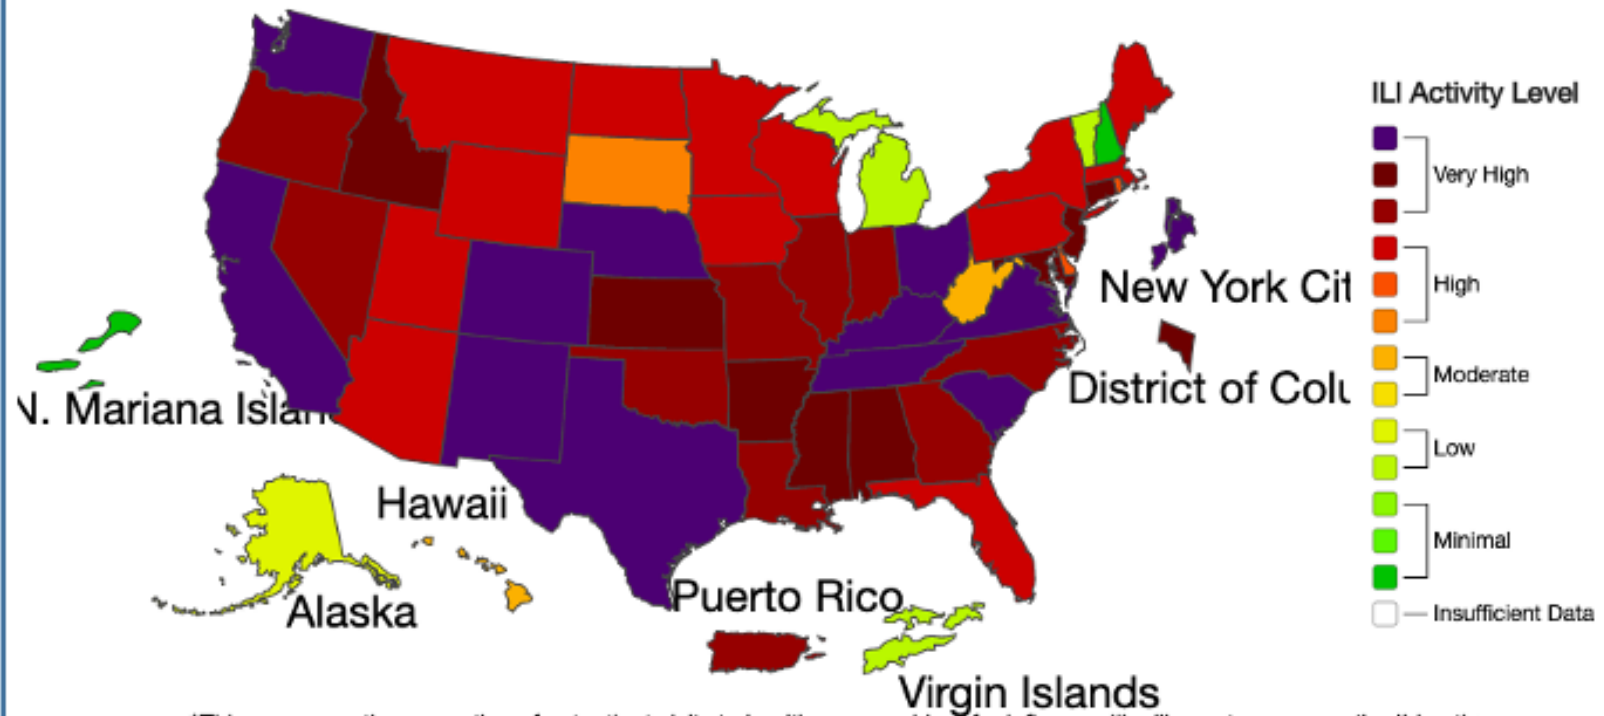 ILI Activity Level
Very High
High
Moderate
Low
Minimal
Insufficient Data
New York Cit
District of Colu
N. Mariana Islan
Hawaii
Alaska
Puerto Rico
Virgin Islands